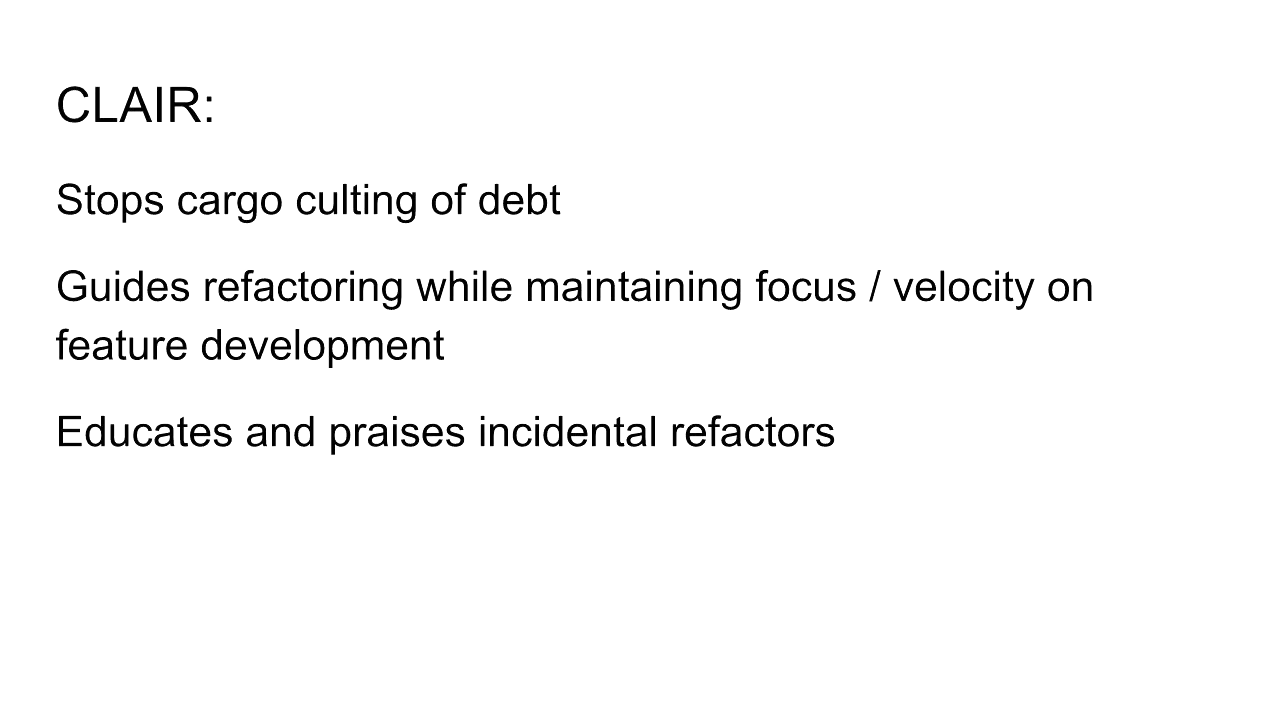 CLAIR:
Stops cargo culting of debt
Guides refactoring while maintaining focus / velocity on
feature development
Educates and praises incidental refactors